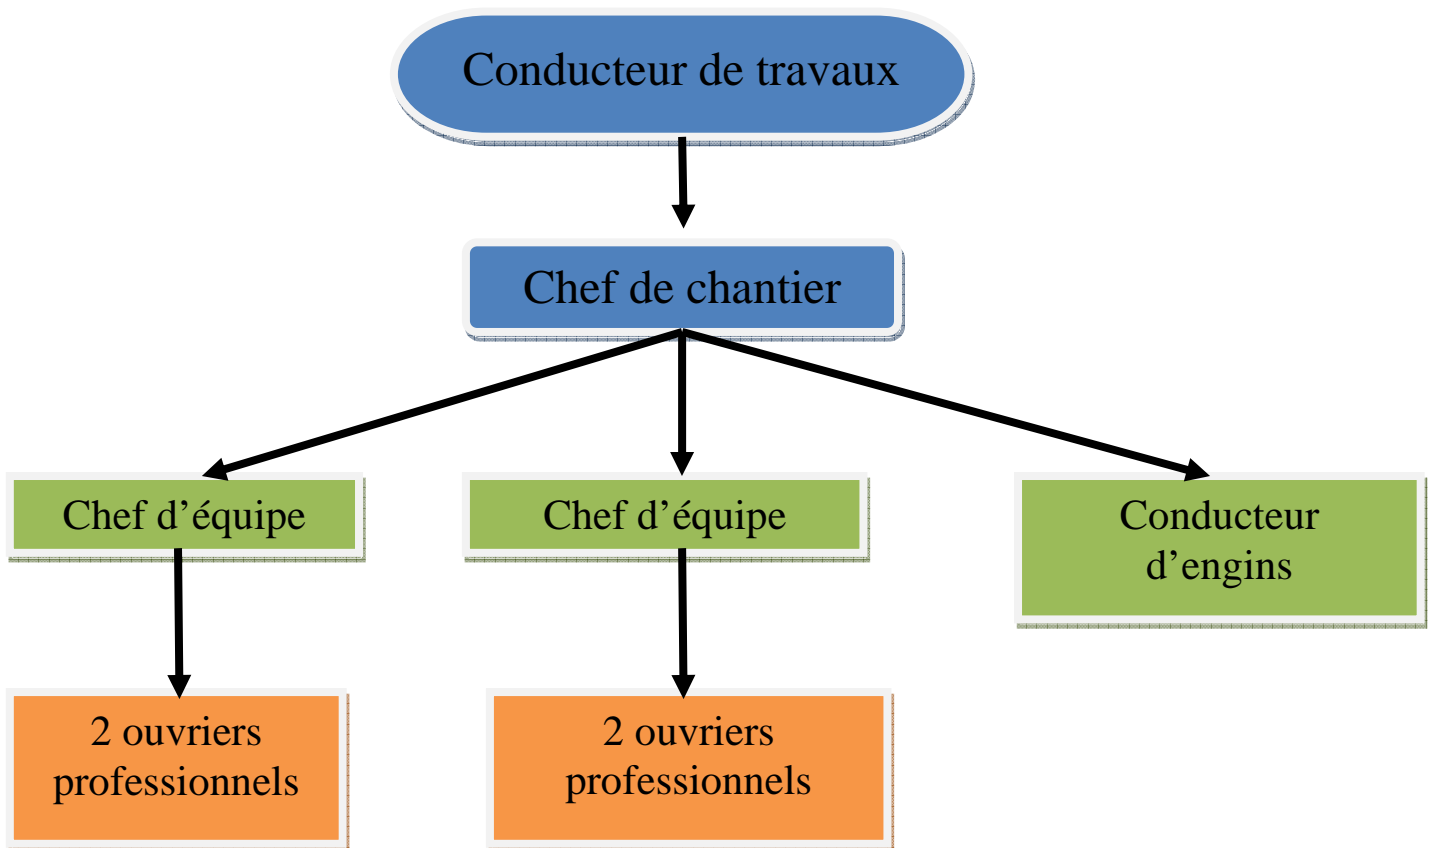 Conducteur de travaux
Chef de chantier
Chef d’équipe
Chef d’équipe
Conducteur
d’engins
2 ouvriers
professionnels
2 ouvriers
professionnels